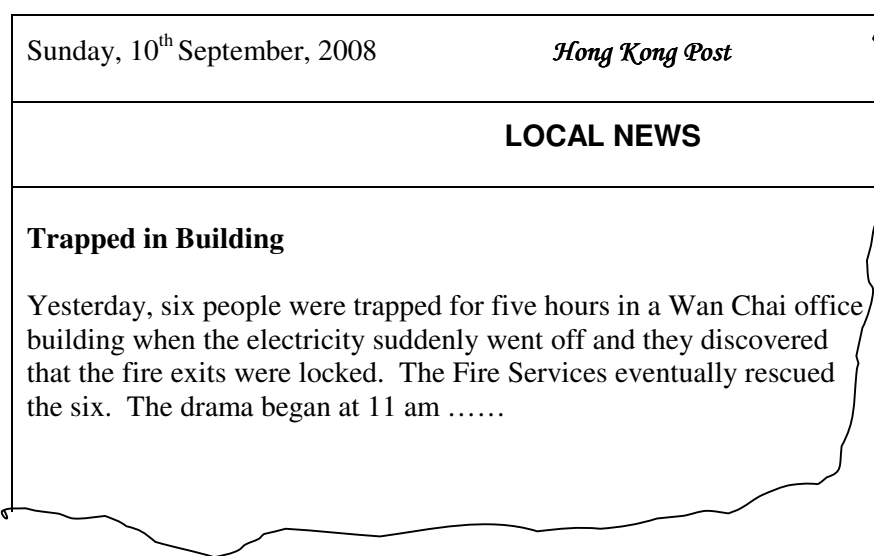 Sunday, 10th September, 2008 Hong Kong Post
LOCAL NEWS
Trapped in Building
Yesterday, six people were trapped for five hours in a Wan Chai office
building when the electricity suddenly went off and they discovered
that the fire exits were locked. The Fire Services eventually rescued
the six. The drama began at 11 am ……